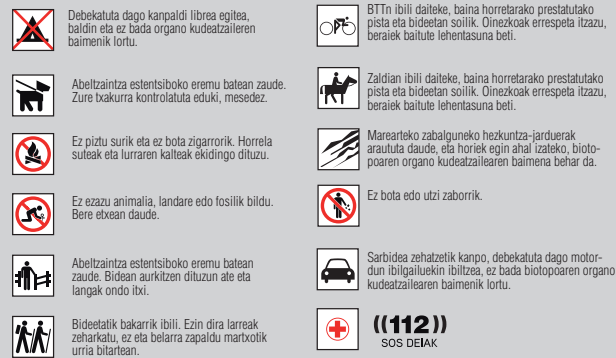 Debekatuta dago kanpaldi librea egitea,
baldin eta ez bada organo kudeatzaileren
baimenik lortu.
Abeltzaintza estentsiboko eremu batean zaude.
Zure txakurra kontrolatuta eduki, mesedez.
Ez piztu surik eta ez bota zigarrorik. Horrela
suteak eta lurraren kalteak ekidingo dituzu.
Ez ezazu animalia, landare edo fosilik bildu.
Bere etxean daude.
Abeltzaintza estentsiboko eremu batean
zaude. Bidean aurkitzen dituzun ate eta
langak ondo itxi.
Bideetatik bakarrik ibili. Ezin dira larreak
zeharkatu, ez eta belarra zapaldu martxotik
urria bitartean.
BTTn ibili daiteke, baina horretarako prestatutako
pista eta bideetan soilik. Oinezkoak errespeta itzazu,
beraiek baitute lehentasuna beti.
Zaldian ibili daiteke, baina horretarako prestatutako
pista eta bideetan soilik. Oinezkoak errespeta itzazu,
beraiek baitute lehentasuna beti.
Marearteko zabalguneko hezkuntza-jarduerak
araututa daude, eta horiek egin ahal izateko, bioto-
poaren organo kudeatzailearen baimena behar da.
Ez bota edo utzi zaborrik.
Sarbidea zehatzetik kanpo, debekatuta dago motor-
dun ibilgailuekin ibiltzea, ez bada biotopoaren organo
kudeatzailearen baimenik lortu.
((112))
SOS DEIAK